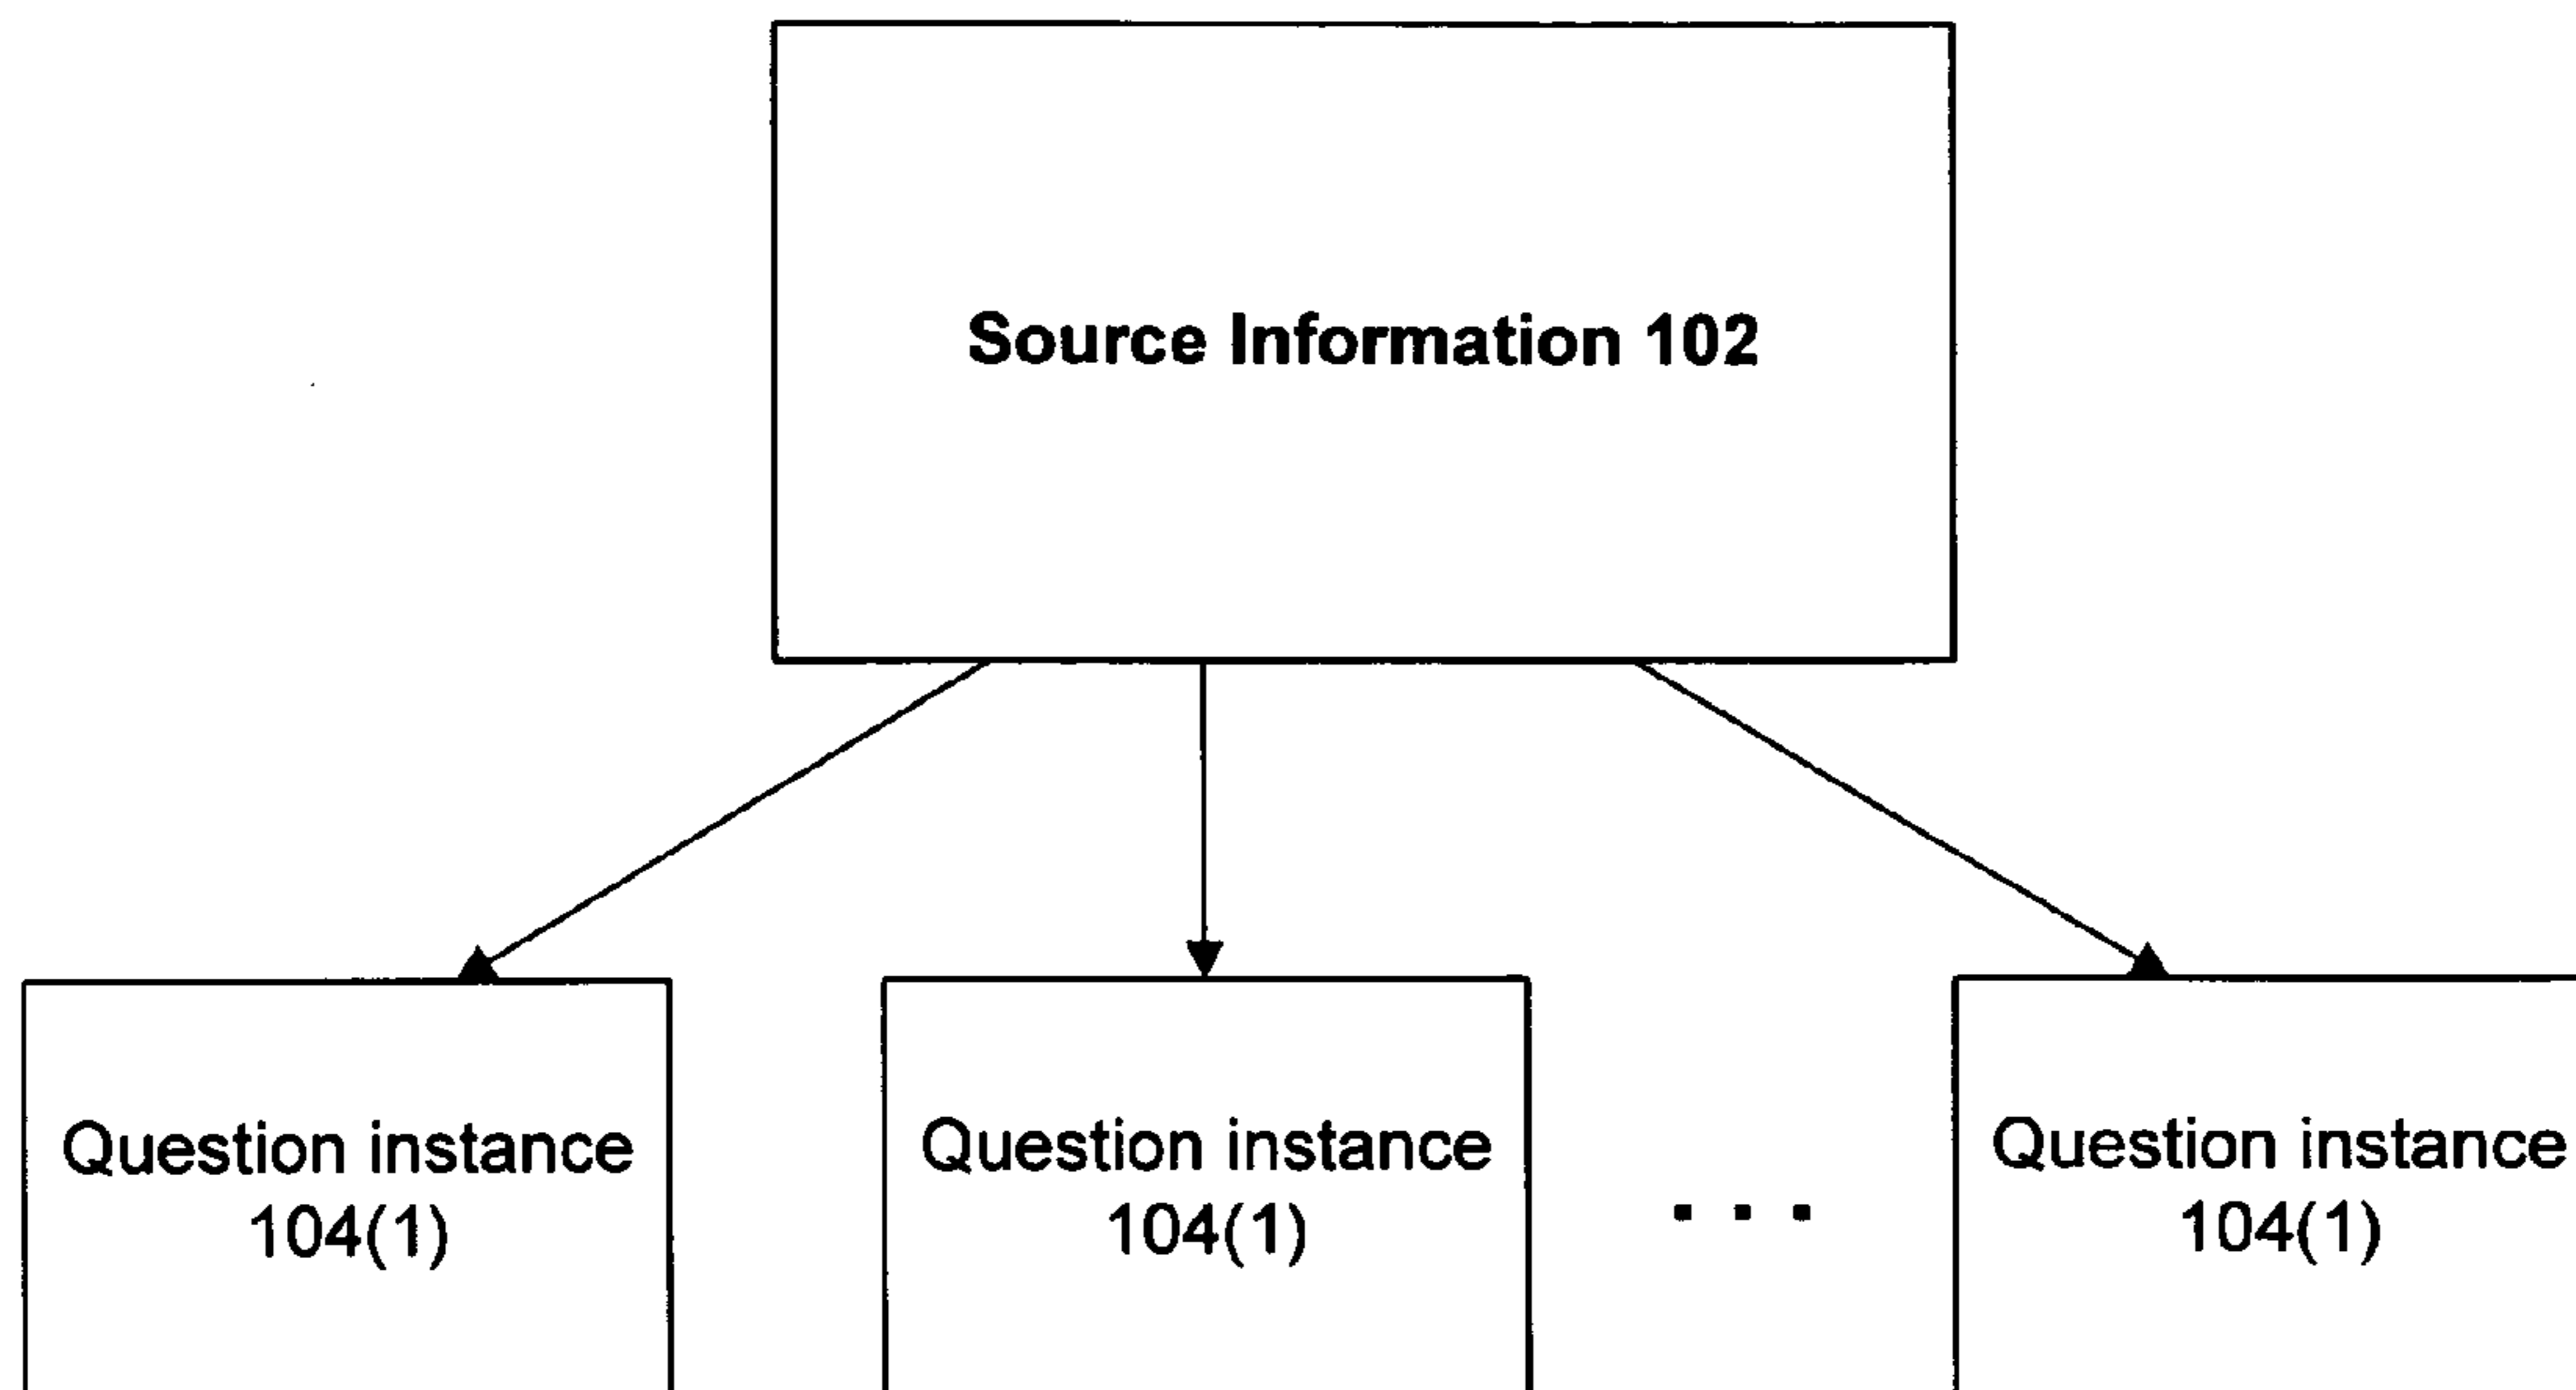 Source Information 102
Question instance
104(1)
Question instance
104(1)
. . .
Question instance
104(1)